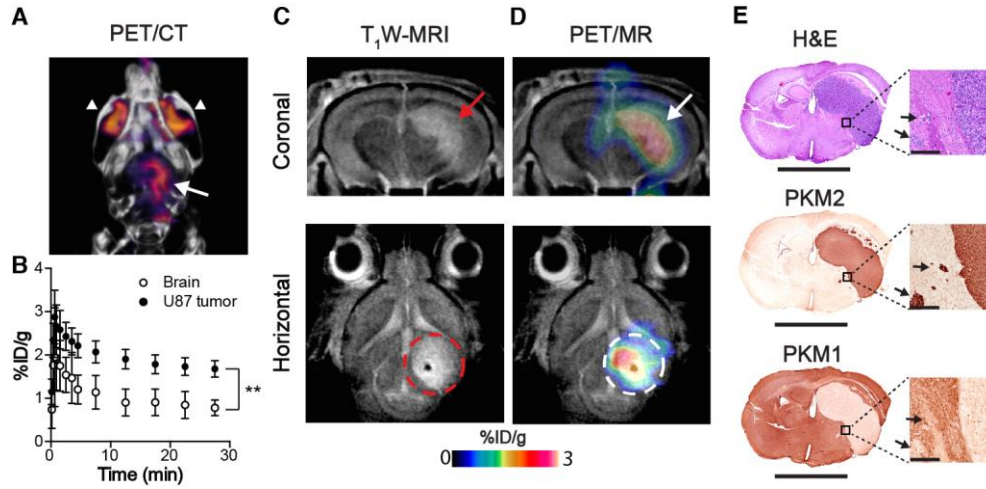 A
PET/CT
B
4
3
2
1
0
%ID/g
Brain
U87 tumor
**
0
10
20
30
Time (min)
C
T₁W-MRI
D
PET/MR
Coronal
Horizontal
%ID/g
0
3
E
H&E
PKM2
PKM1